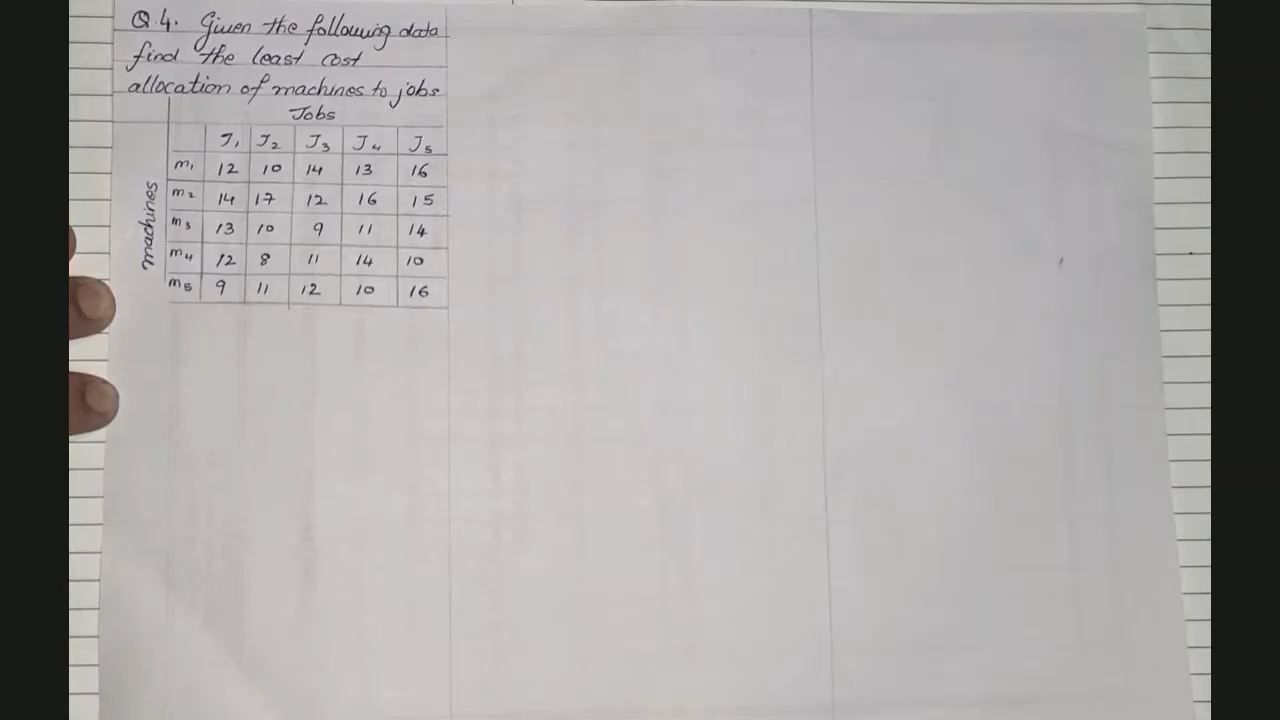 Q.4. Given the following data
find the least cost
allocation of machines to jobs
Jobs
J1 J2 J3 J4 J5
machines
m1 12 10 14 13 16
m2 14 17 12 16 15
m3 13 10 9 11 14
m4 12 8 11 14 10
m5 9 11 12 10 16